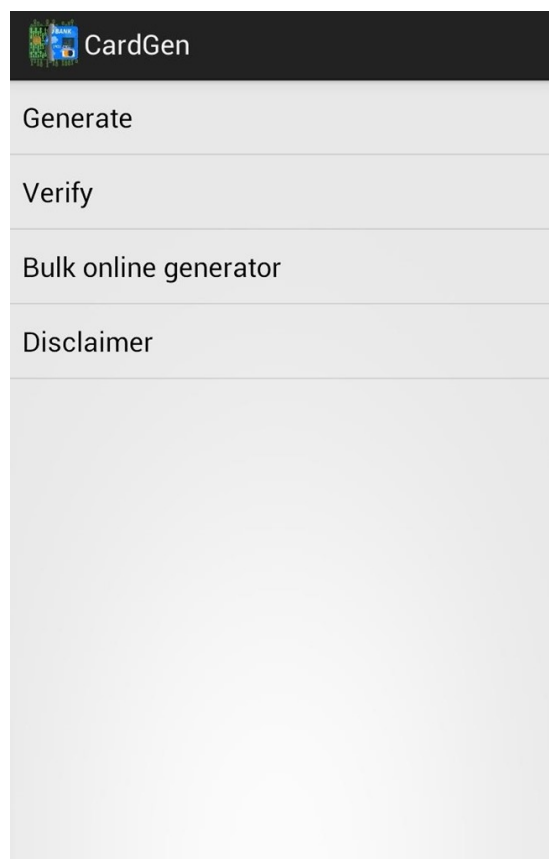 CardGen
Generate
Verify
Bulk online generator
Disclaimer